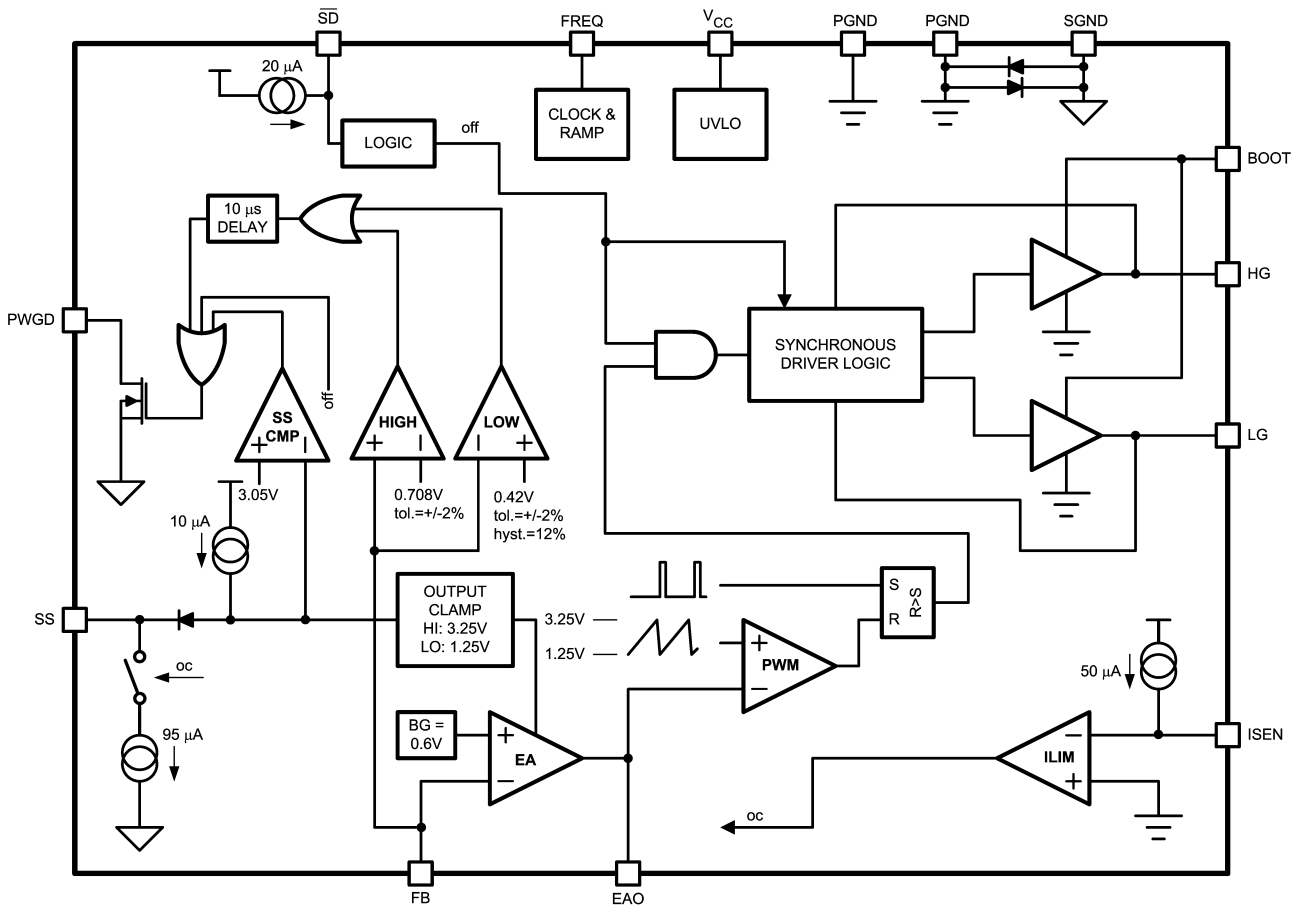 SD
FREQ
VCC
PGND
PGND
SGND
20 μA
LOGIC
off
CLOCK &
RAMP
UVLO
BOOT
10 μs
DELAY
HG
PWGD
SYNCHRONOUS
DRIVER LOGIC
off
SS
CMP
+
−
HIGH
+
−
LOW
−
+
LG
3.05V
0.708V
tol.=+/-2%
0.42V
tol.=+/-2%
hyst.=12%
10 μA
OUTPUT
CLAMP
HI: 3.25V
LO: 1.25V
S
R
R>S
SS
3.25V
1.25V
+
PWM
−
50 μA
oc
95 μA
BG =
0.6V
+
EA
−
−
ILIM
+
ISEN
oc
FB
EAO